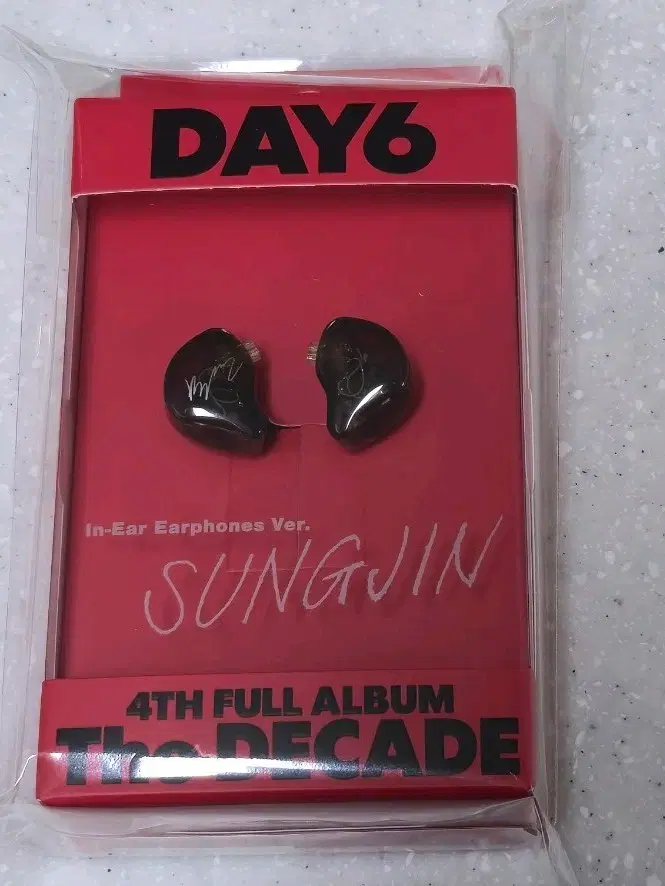 DAY6
In-Ear Earphones Ver.
SUNGJIN
4TH FULL ALBUM
The DECADE